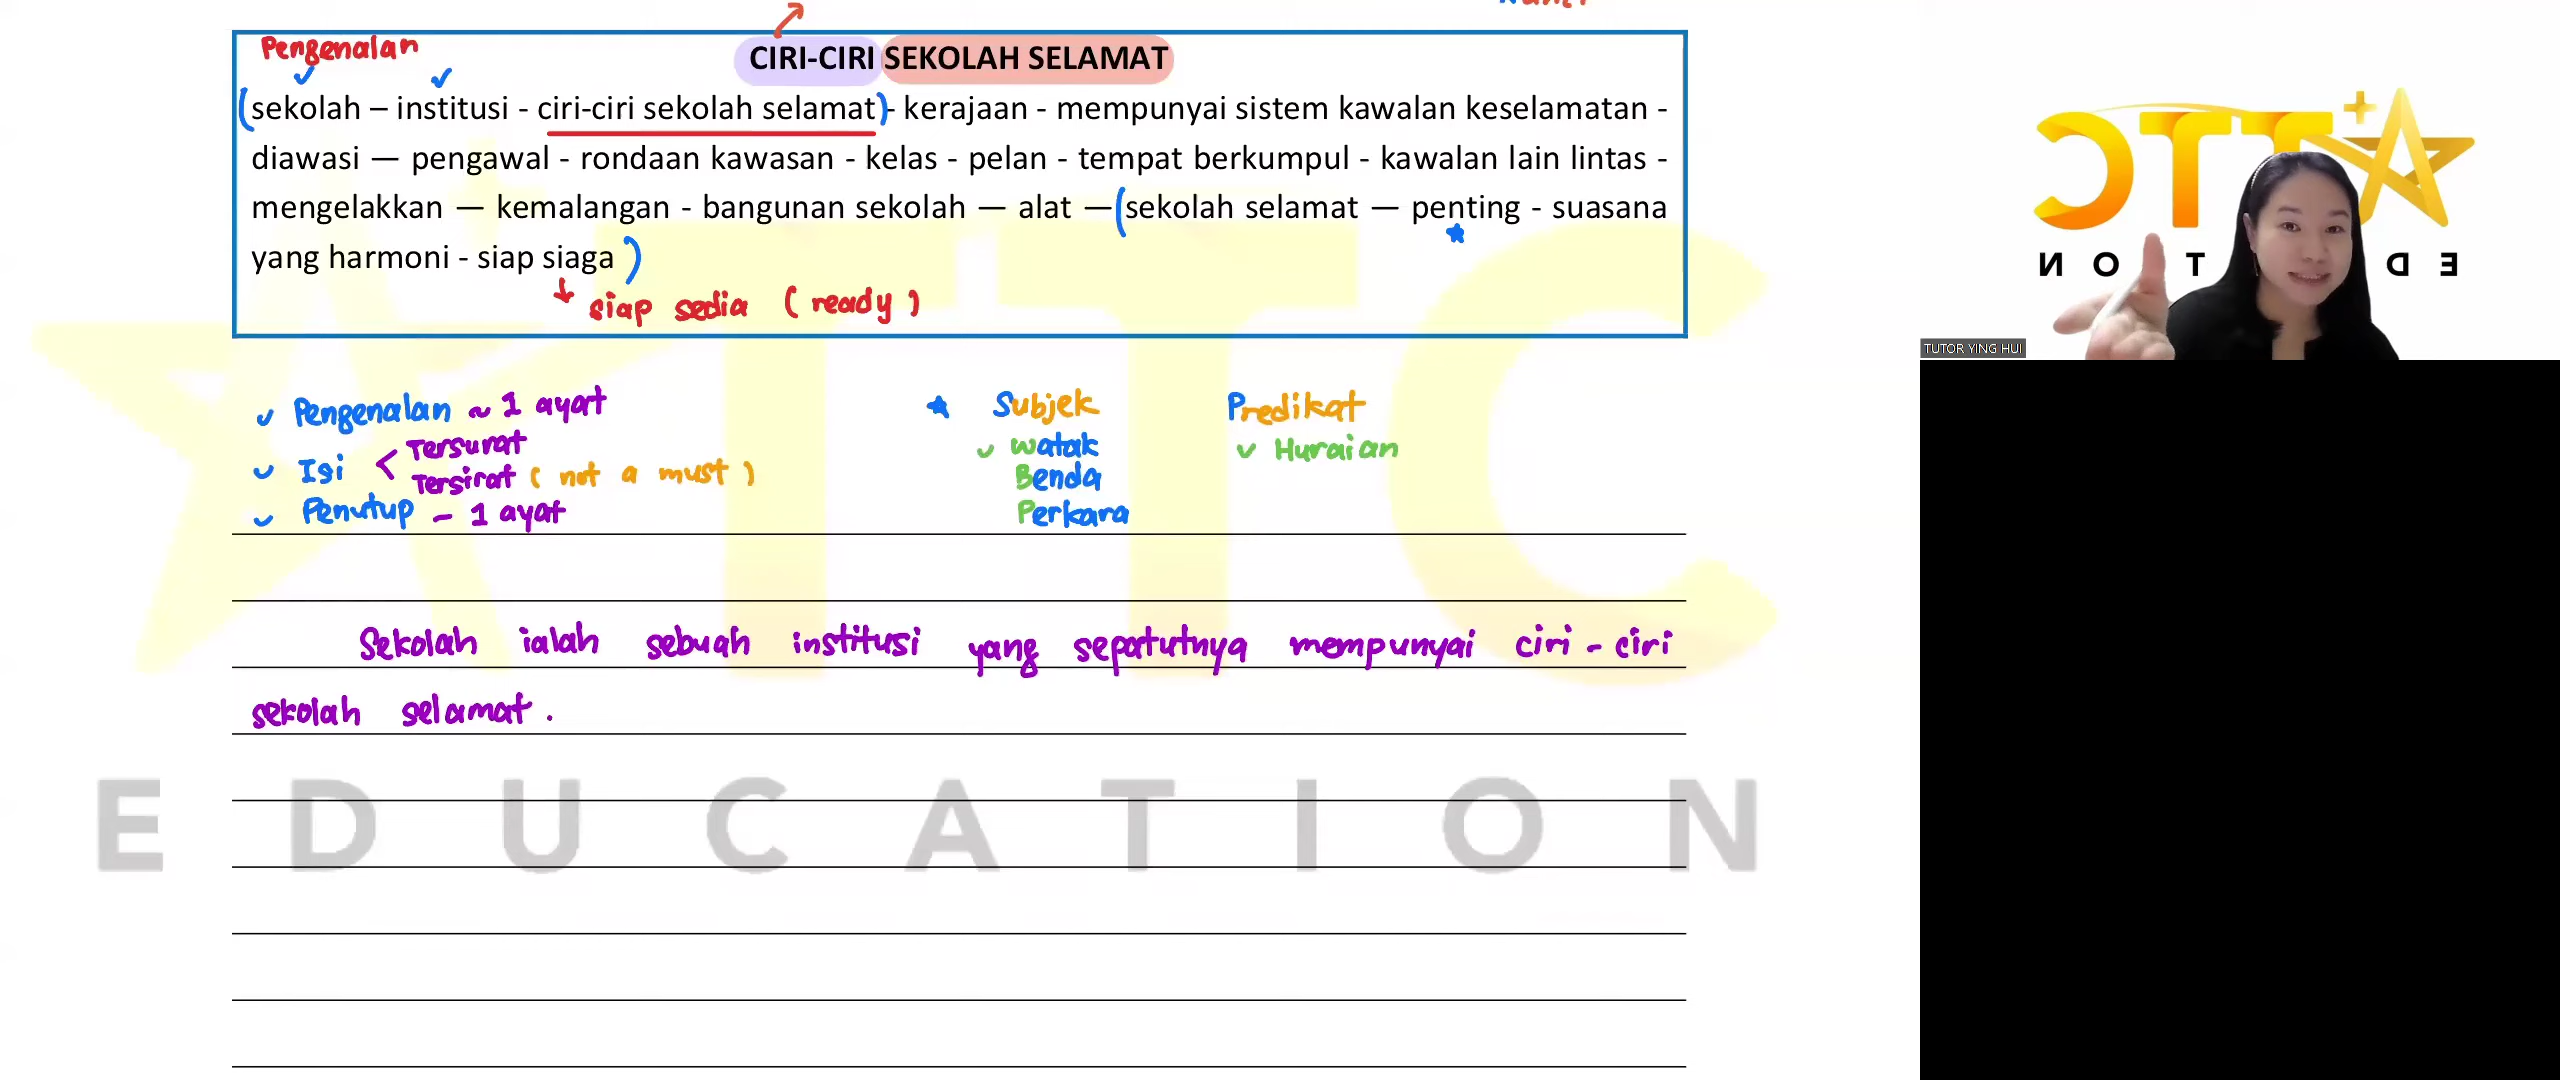 Pengenalan
CIRI-CIRI SEKOLAH SELAMAT
(sekolah – institusi - ciri-ciri sekolah selamat)- kerajaan - mempunyai sistem kawalan keselamatan -
diawasi — pengawal - rondaan kawasan - kelas - pelan - tempat berkumpul - kawalan lain lintas -
mengelakkan — kemalangan - bangunan sekolah — alat —(sekolah selamat — penting - suasana
yang harmoni - siap siaga )
siap sedia ( ready )
Pengenalan ~ 1 ayat
Isi < Tersurat
Tersirat ( not a must )
Penutup – 1 ayat
Subjek Predikat
Watak Huraian
Benda
Perkara
Sekolah ialah sebuah institusi yang sepatutnya mempunyai ciri - ciri
sekolah selamat .
TTC
EDUCATION
TUTOR YING HUI